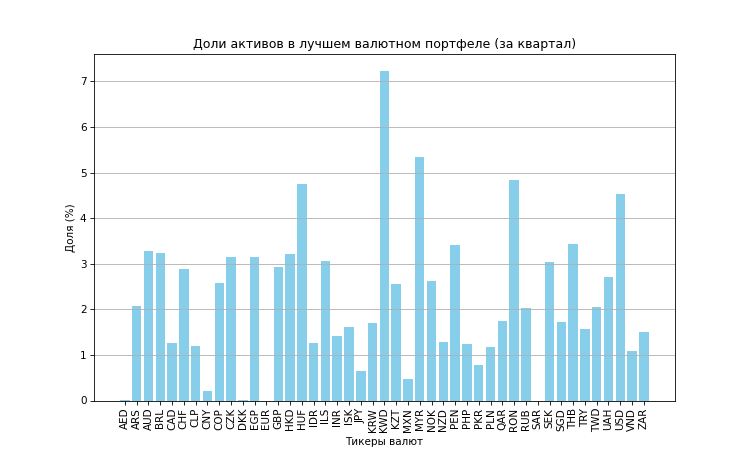 Доли активов в лучшем валютном портфеле (за квартал)
Доля (%)
7
6
5
4
3
2
1
0
AED ARS AUD BRL CAD CHF CLP CNY COP CZK DKK EGP EUR GBP HKD HUF IDR ILS INR ISK JPY KRW KWD KZT MXN MYR NOK NZD PEN PHP PKR PLN QAR RON RUB SAR SEK SGD THB TRY TWD UAH USD VND ZAR
Тикеры валют